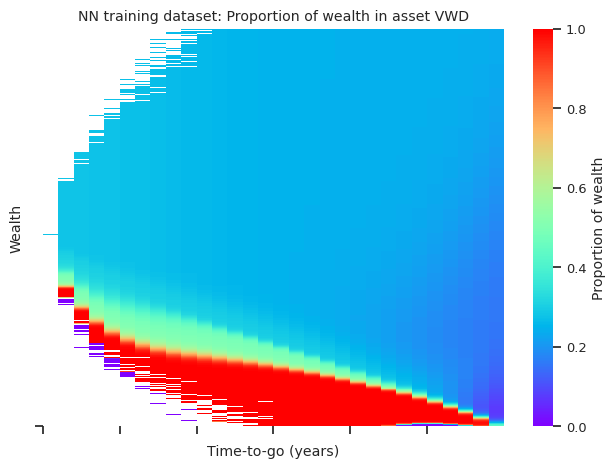 NN training dataset: Proportion of wealth in asset VWD
Wealth
Time-to-go (years)
1.0
0.8
0.6
0.4
0.2
0.0
Proportion of wealth